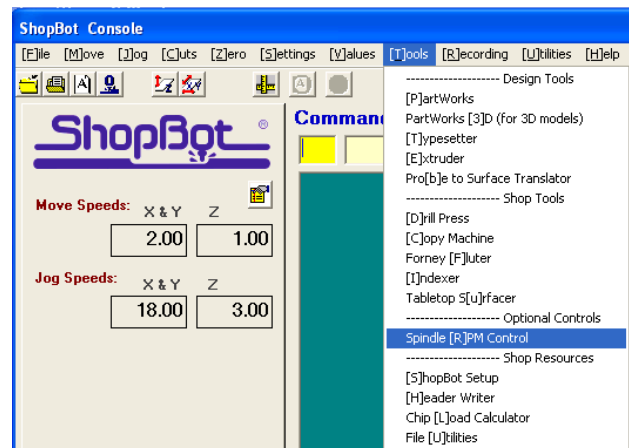 ShopBot Console
[F]ile [M]ove [J]og [C]uts [Z]ero [S]ettings [V]alues [T]ools [R]ecording [U]tilities [H]elp
ShopBot ®
Move Speeds: X & Y Z
2.00 1.00
Jog Speeds: X & Y Z
18.00 3.00
-------------------- Design Tools
[P]artWorks
PartWorks [3]D (for 3D models)
[T]ypesetter
[E]xtruder
Pro[b]e to Surface Translator
-------------------- Shop Tools
[D]rill Press
[C]opy Machine
Forney [F]luter
[I]ndexer
Tabletop S[u]rfacer
-------------------- Optional Controls
Spindle [R]PM Control
-------------------- Shop Resources
[S]hopBot Setup
[H]eader Writer
Chip [L]oad Calculator
File [U]tilities